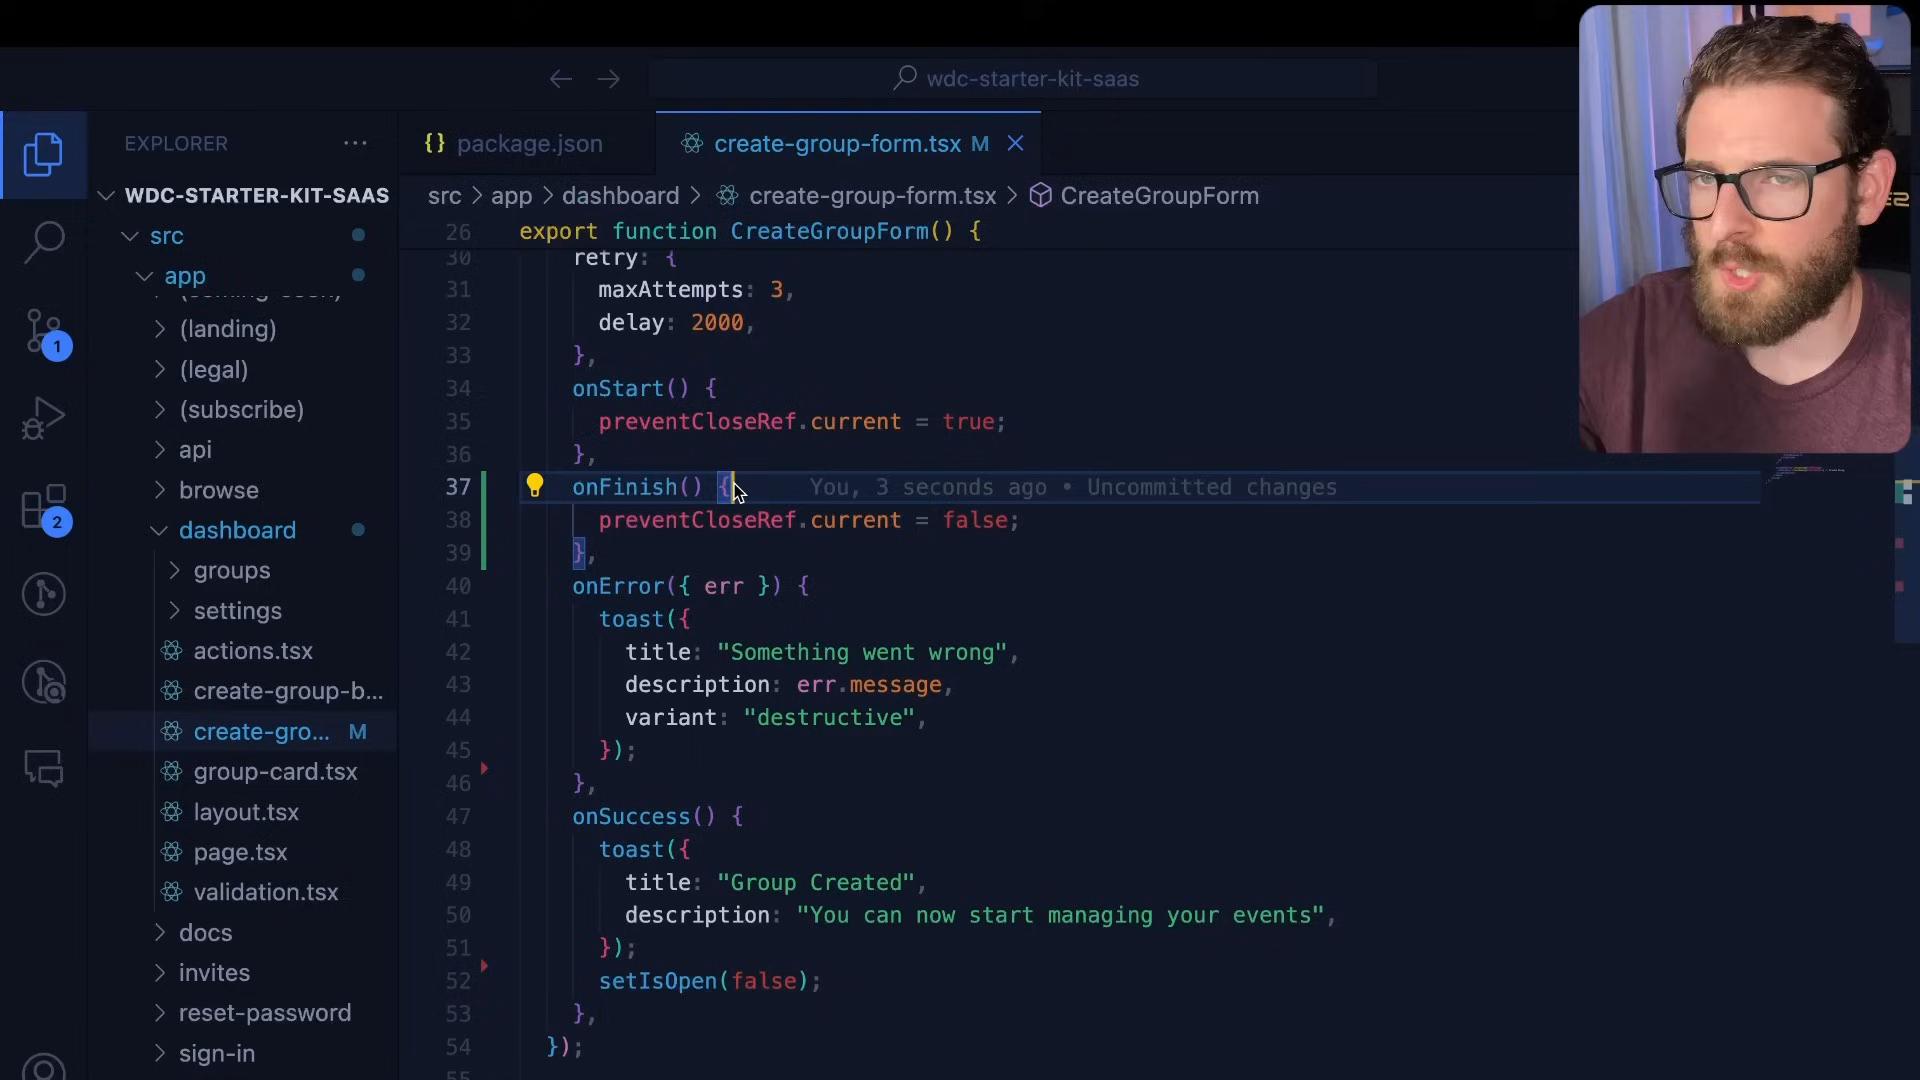 wdc-starter-kit-saas
EXPLORER
{} package.json
create-group-form.tsx M
WDC-STARTER-KIT-SAAS
src > app > dashboard > create-group-form.tsx > CreateGroupForm
src
26 export function CreateGroupForm() {
app
30 retry: {
31 maxAttempts: 3,
32 delay: 2000,
33 },
34 onStart() {
35 preventCloseRef.current = true;
36 },
37 onFinish() { You, 3 seconds ago • Uncommitted changes
38 preventCloseRef.current = false;
39 },
40 onError({ err }) {
41 toast({
42 title: "Something went wrong",
43 description: err.message,
44 variant: "destructive",
45 });
46 },
47 onSuccess() {
48 toast({
49 title: "Group Created",
50 description: "You can now start managing your events",
51 });
52 setIsOpen(false);
53 },
54 });
55
(landing)
(legal)
(subscribe)
api
browse
dashboard
groups
settings
actions.tsx
create-group-b...
create-gro... M
group-card.tsx
layout.tsx
page.tsx
validation.tsx
docs
invites
reset-password
sign-in
1
2